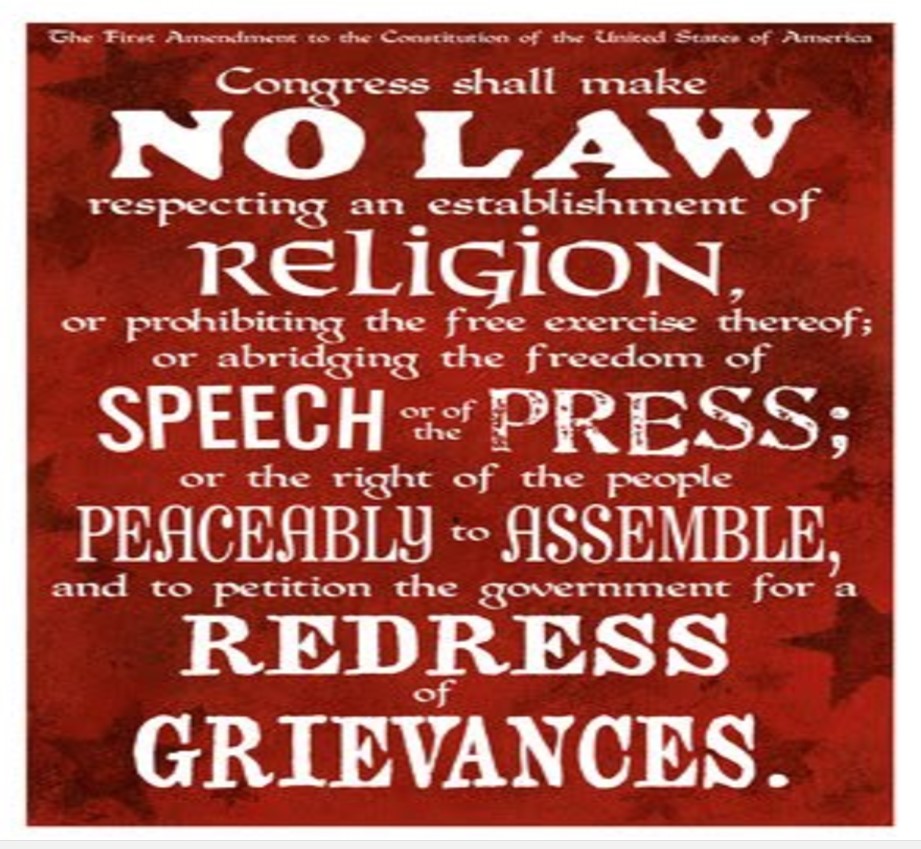 The First Amendment to the Constitution of the United States of America
Congress shall make
NO LAW
respecting an establishment of
RELIGION,
or prohibiting the free exercise thereof;
or abridging the freedom of
SPEECH or of the PRESS;
or the right of the people
PEACEABLY to ASSEMBLE,
and to petition the government for a
REDRESS
of
GRIEVANCES.